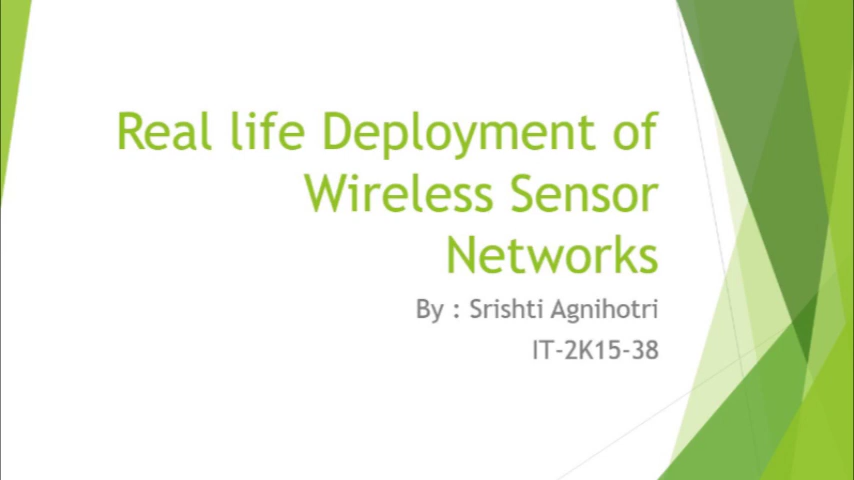 Real life Deployment of
Wireless Sensor
Networks
By : Srishti Agnihotri
IT-2K15-38